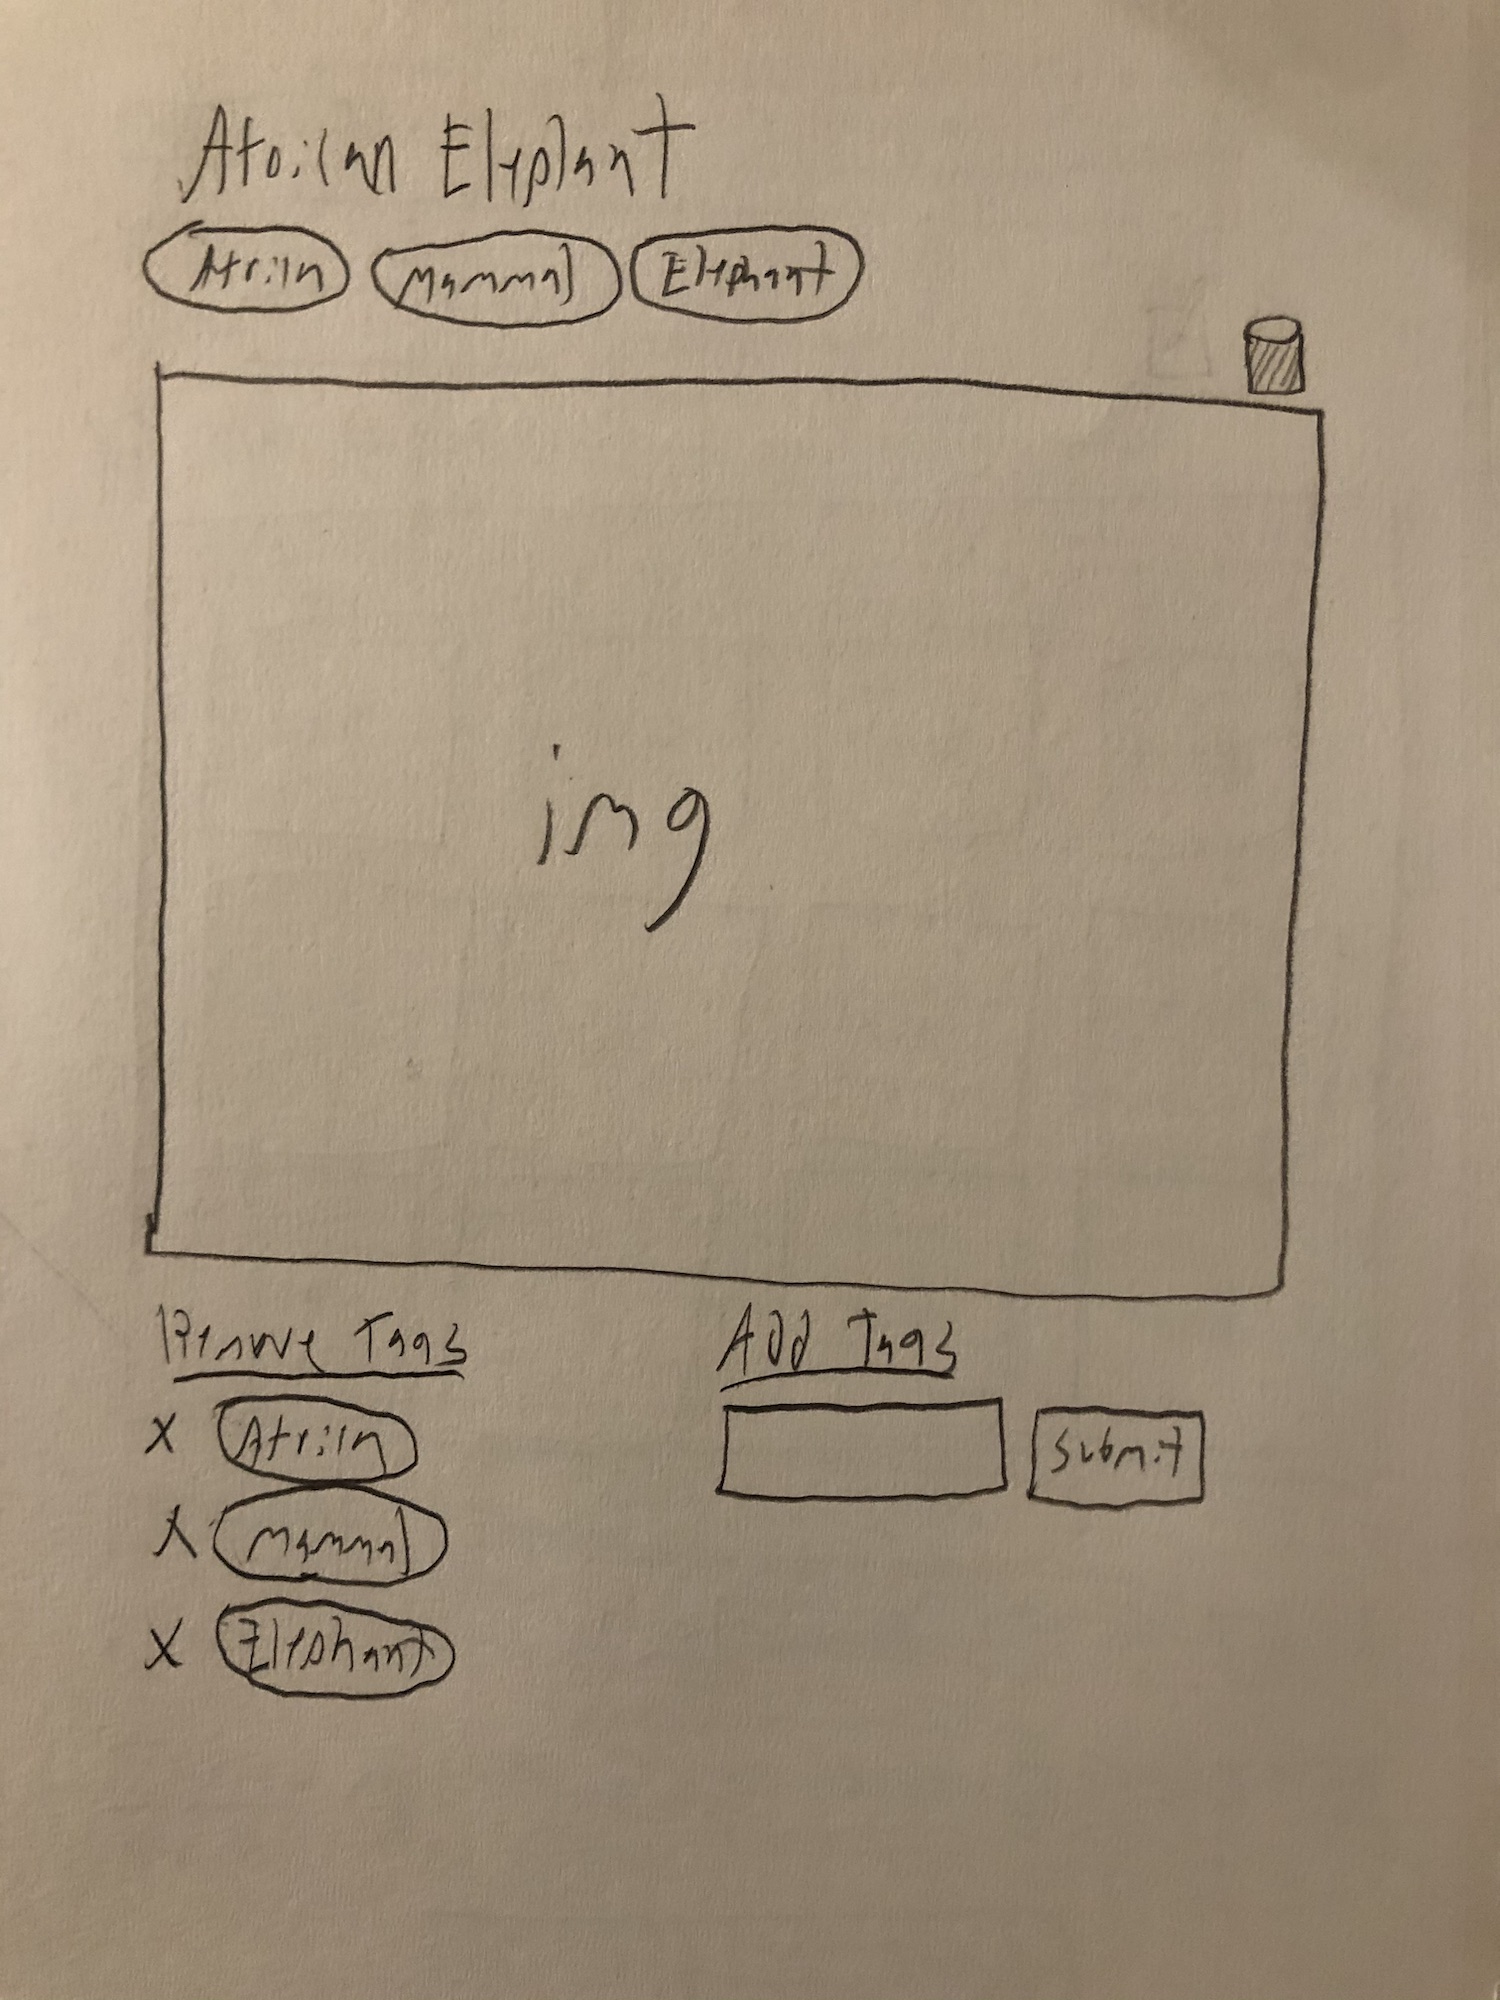 African Elephant
African Mammal Elephant
img
Remove Tags Add Tags
X African Submit
X Mammal
X Elephant